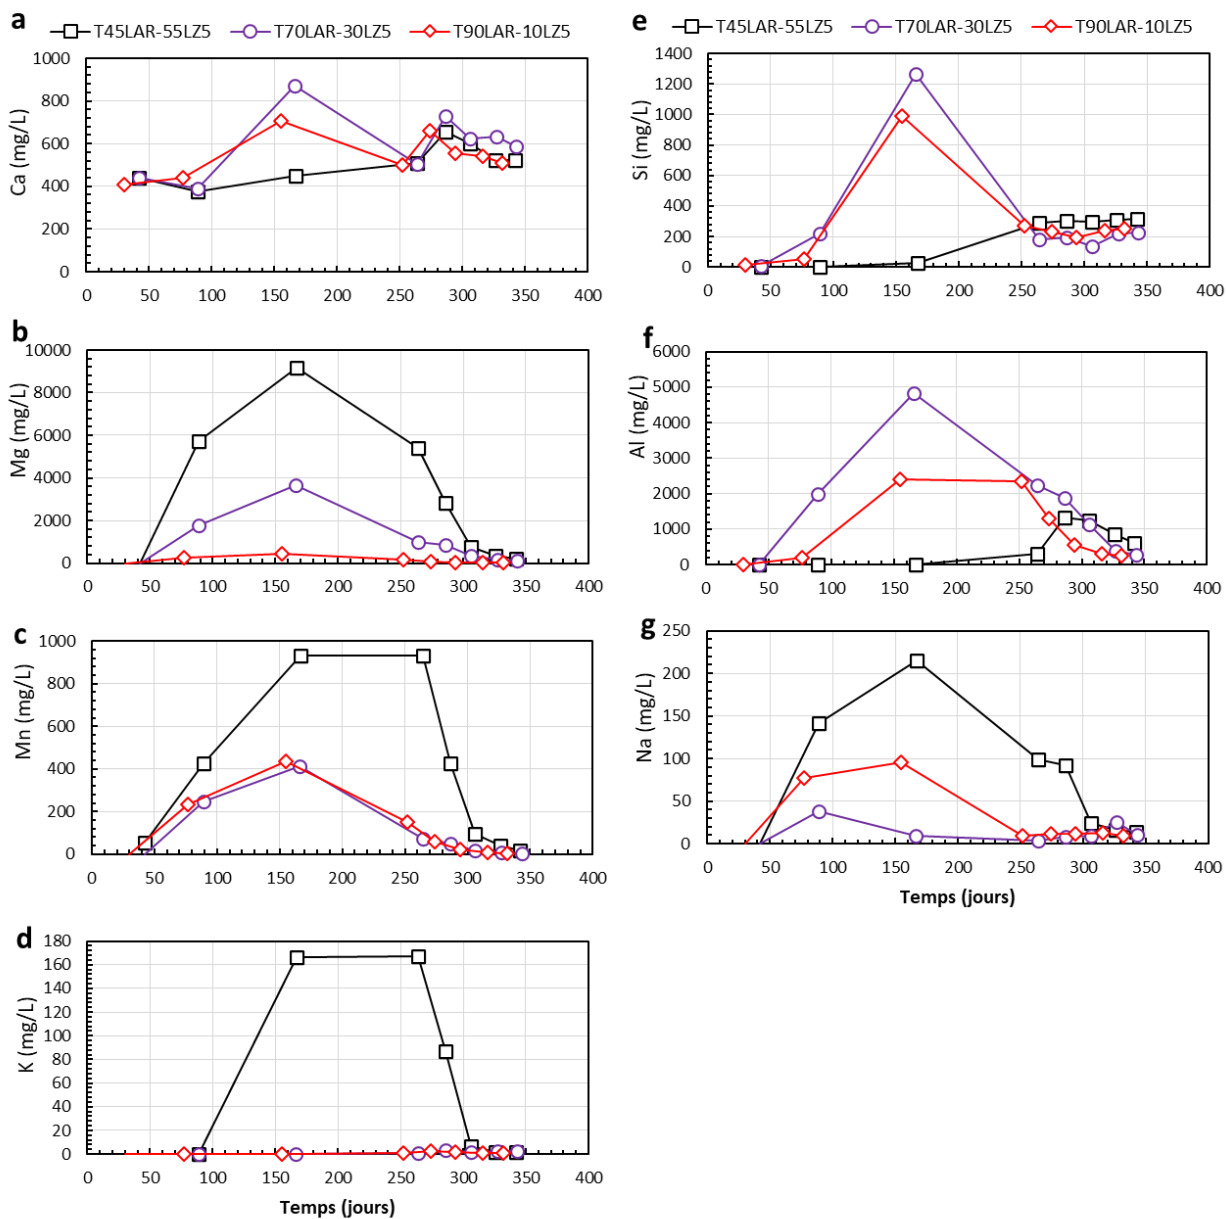 a
T45LAR-55LZ5 T70LAR-30LZ5 T90LAR-10LZ5
Ca (mg/L)
1000
800
600
400
200
0
0 50 100 150 200 250 300 350 400
b
Mg (mg/L)
10000
8000
6000
4000
2000
0
0 50 100 150 200 250 300 350 400
c
Mn (mg/L)
1000
800
600
400
200
0
0 50 100 150 200 250 300 350 400
d
K (mg/L)
180
160
140
120
100
80
60
40
20
0
0 50 100 150 200 250 300 350 400
Temps (jours)
e
T45LAR-55LZ5 T70LAR-30LZ5 T90LAR-10LZ5
Si (mg/L)
1400
1200
1000
800
600
400
200
0
0 50 100 150 200 250 300 350 400
f
Al (mg/L)
6000
5000
4000
3000
2000
1000
0
0 50 100 150 200 250 300 350 400
g
Na (mg/L)
250
200
150
100
50
0
0 50 100 150 200 250 300 350 400
Temps (jours)